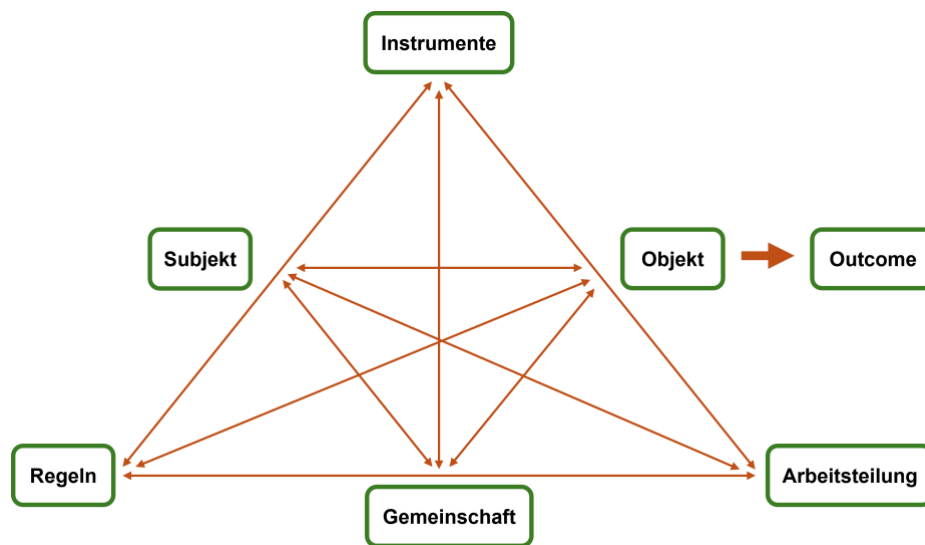 Instrumente
Subjekt
Objekt
Outcome
Regeln
Arbeitsteilung
Gemeinschaft